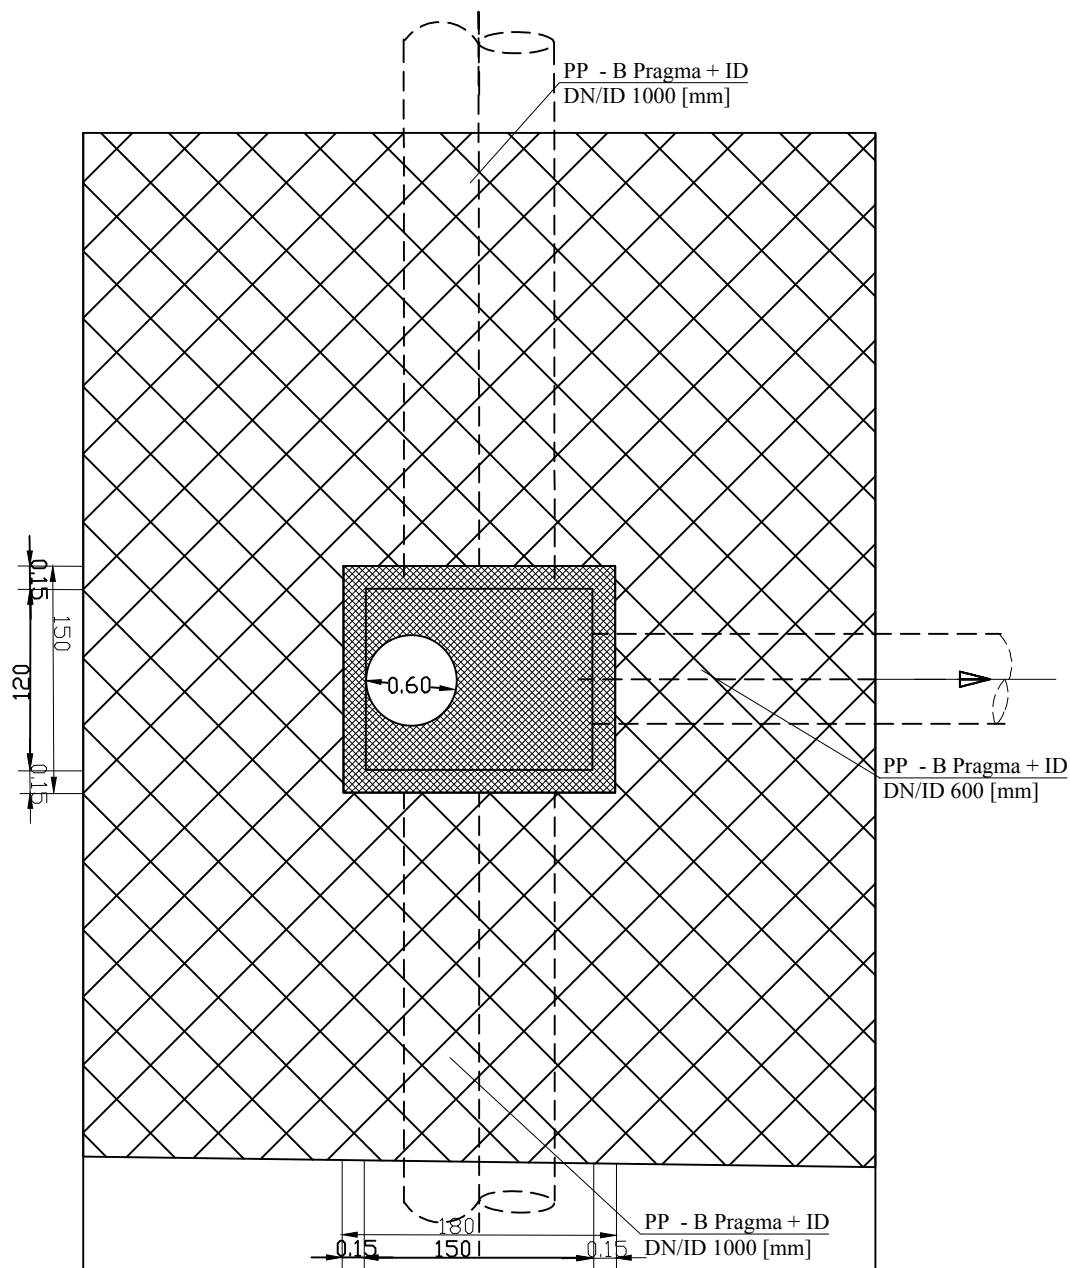 PP - B Pragma + ID
DN/ID 1000 [mm]
0.15
150
120
0.15
0.60
PP - B Pragma + ID
DN/ID 600 [mm]
PP - B Pragma + ID
DN/ID 1000 [mm]
180
0.15
150
0.15